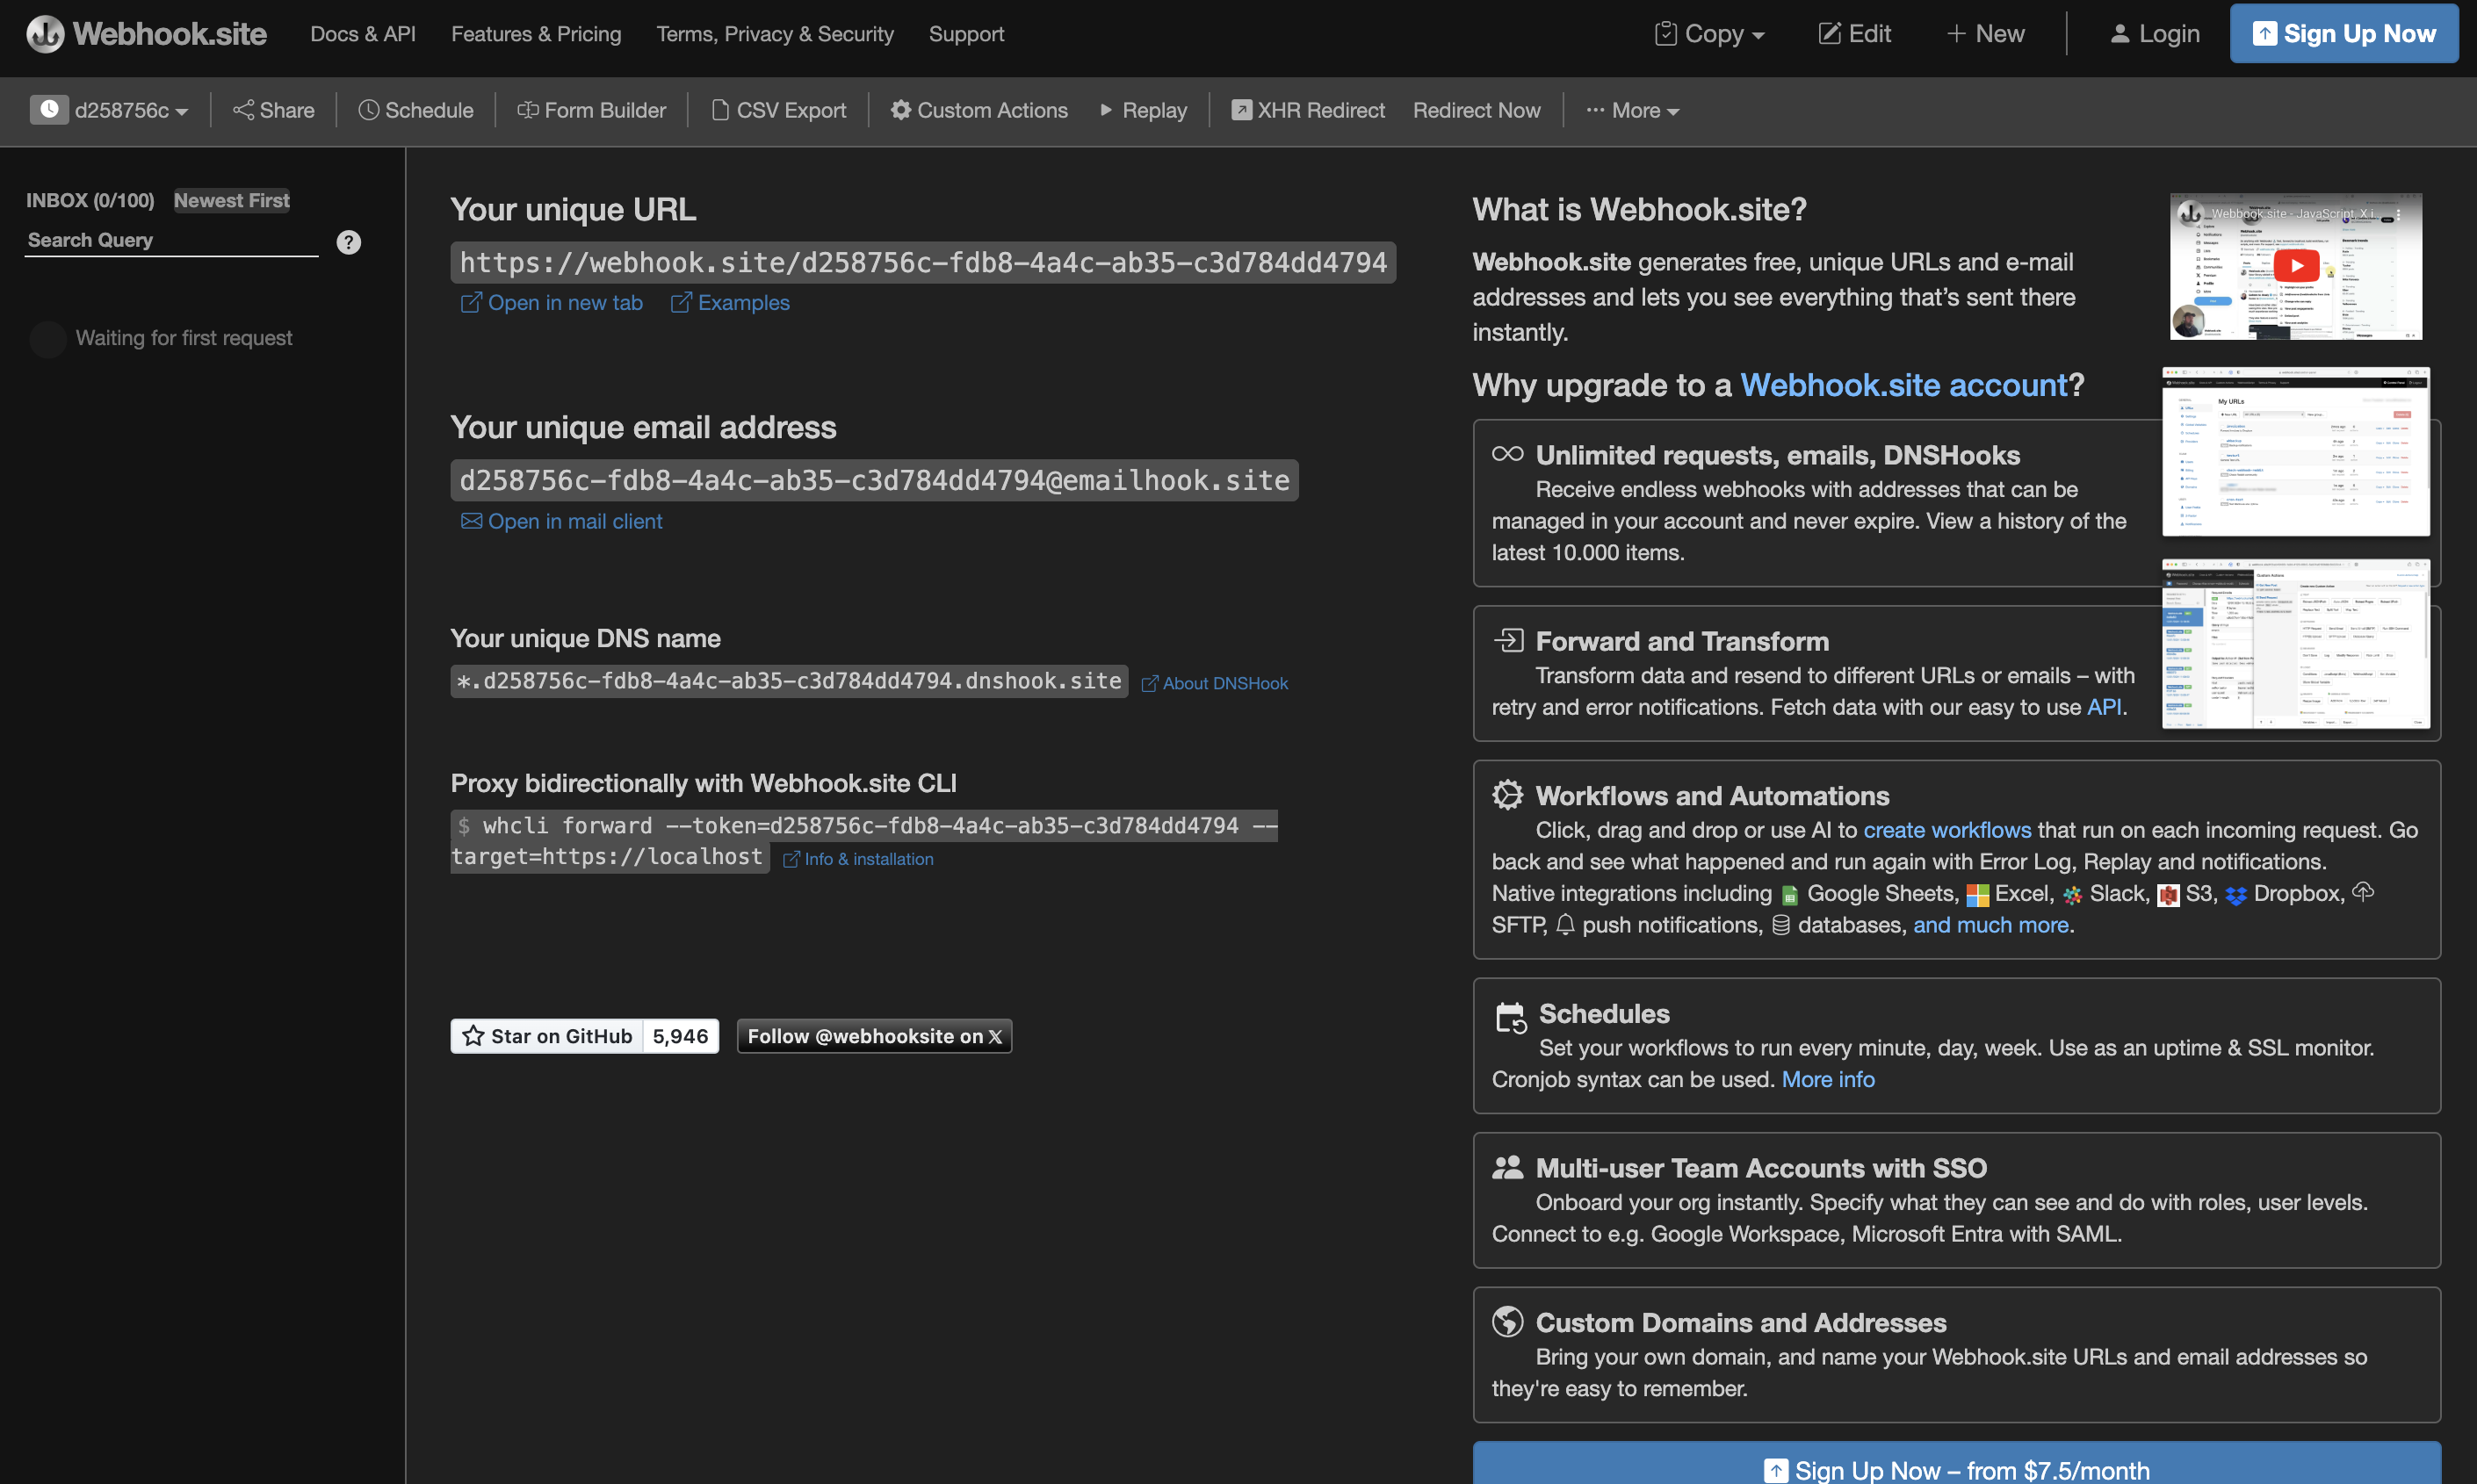 Webhook.site
Docs & API
Features & Pricing
Terms, Privacy & Security
Support
Copy
Edit
New
Login
Sign Up Now
d258756c
Share
Schedule
Form Builder
CSV Export
Custom Actions
Replay
XHR Redirect
Redirect Now
More
INBOX (0/100) Newest First
Search Query
?
Waiting for first request
Your unique URL
https://webhook.site/d258756c-fdb8-4a4c-ab35-c3d784dd4794
Open in new tab Examples
Your unique email address
d258756c-fdb8-4a4c-ab35-c3d784dd4794@emailhook.site
Open in mail client
Your unique DNS name
*.d258756c-fdb8-4a4c-ab35-c3d784dd4794.dnshook.site About DNSHook
Proxy bidirectionally with Webhook.site CLI
$ whcli forward --token=d258756c-fdb8-4a4c-ab35-c3d784dd4794 --
target=https://localhost Info & installation
Star on GitHub 5,946
Follow @webhooksite on X
What is Webhook.site?
Webhook.site generates free, unique URLs and e-mail
addresses and lets you see everything that's sent there
instantly.
Webhook.site - JavaScript, X i...
Why upgrade to a Webhook.site account?
My URLs
Unlimited requests, emails, DNSHooks
Receive endless webhooks with addresses that can be
managed in your account and never expire. View a history of the
latest 10.000 items.
Forward and Transform
Transform data and resend to different URLs or emails – with
retry and error notifications. Fetch data with our easy to use API.
Workflows and Automations
Click, drag and drop or use AI to create workflows that run on each incoming request. Go
back and see what happened and run again with Error Log, Replay and notifications.
Native integrations including Google Sheets, Excel, Slack, S3, Dropbox,
SFTP, push notifications, databases, and much more.
Schedules
Set your workflows to run every minute, day, week. Use as an uptime & SSL monitor.
Cronjob syntax can be used. More info
Multi-user Team Accounts with SSO
Onboard your org instantly. Specify what they can see and do with roles, user levels.
Connect to e.g. Google Workspace, Microsoft Entra with SAML.
Custom Domains and Addresses
Bring your own domain, and name your Webhook.site URLs and email addresses so
they're easy to remember.
Sign Up Now – from $7.5/month